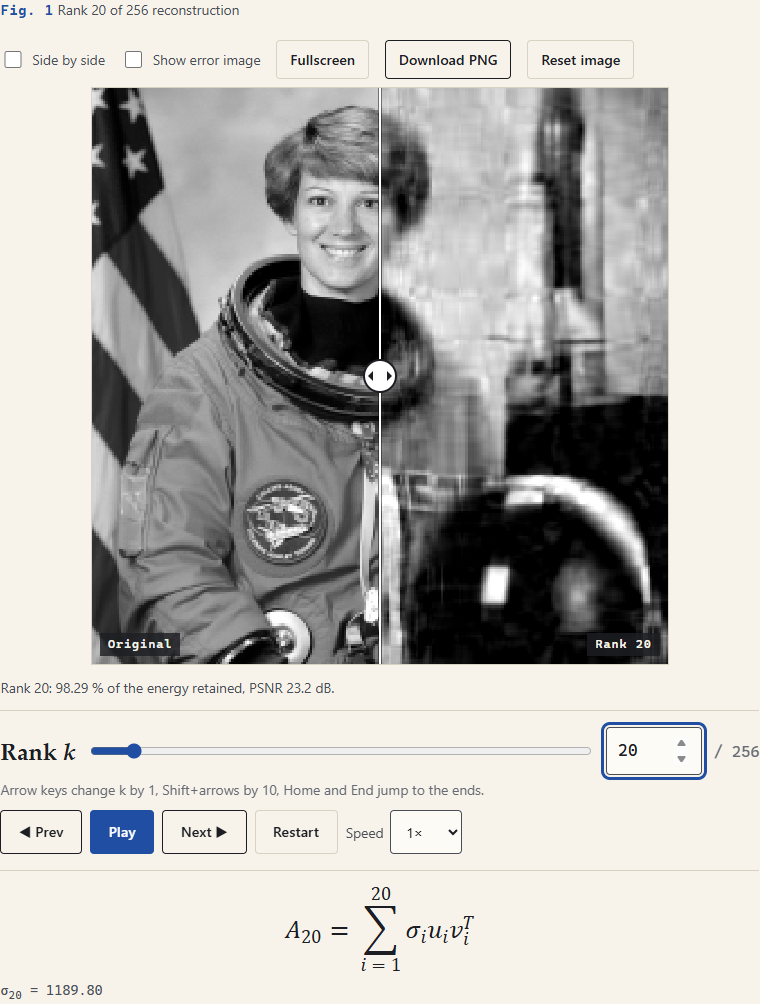 Fig. 1 Rank 20 of 256 reconstruction
Side by side Show error image Fullscreen Download PNG Reset image
Original Rank 20
Rank 20: 98.29 % of the energy retained, PSNR 23.2 dB.
Rank k 20 / 256
Arrow keys change k by 1, Shift+arrows by 10, Home and End jump to the ends.
◀ Prev Play Next ▶ Restart Speed 1×
A₂₀ = ∑_{i = 1}^{20} σᵢuᵢvᵢᵀ
σ₂₀ = 1189.80